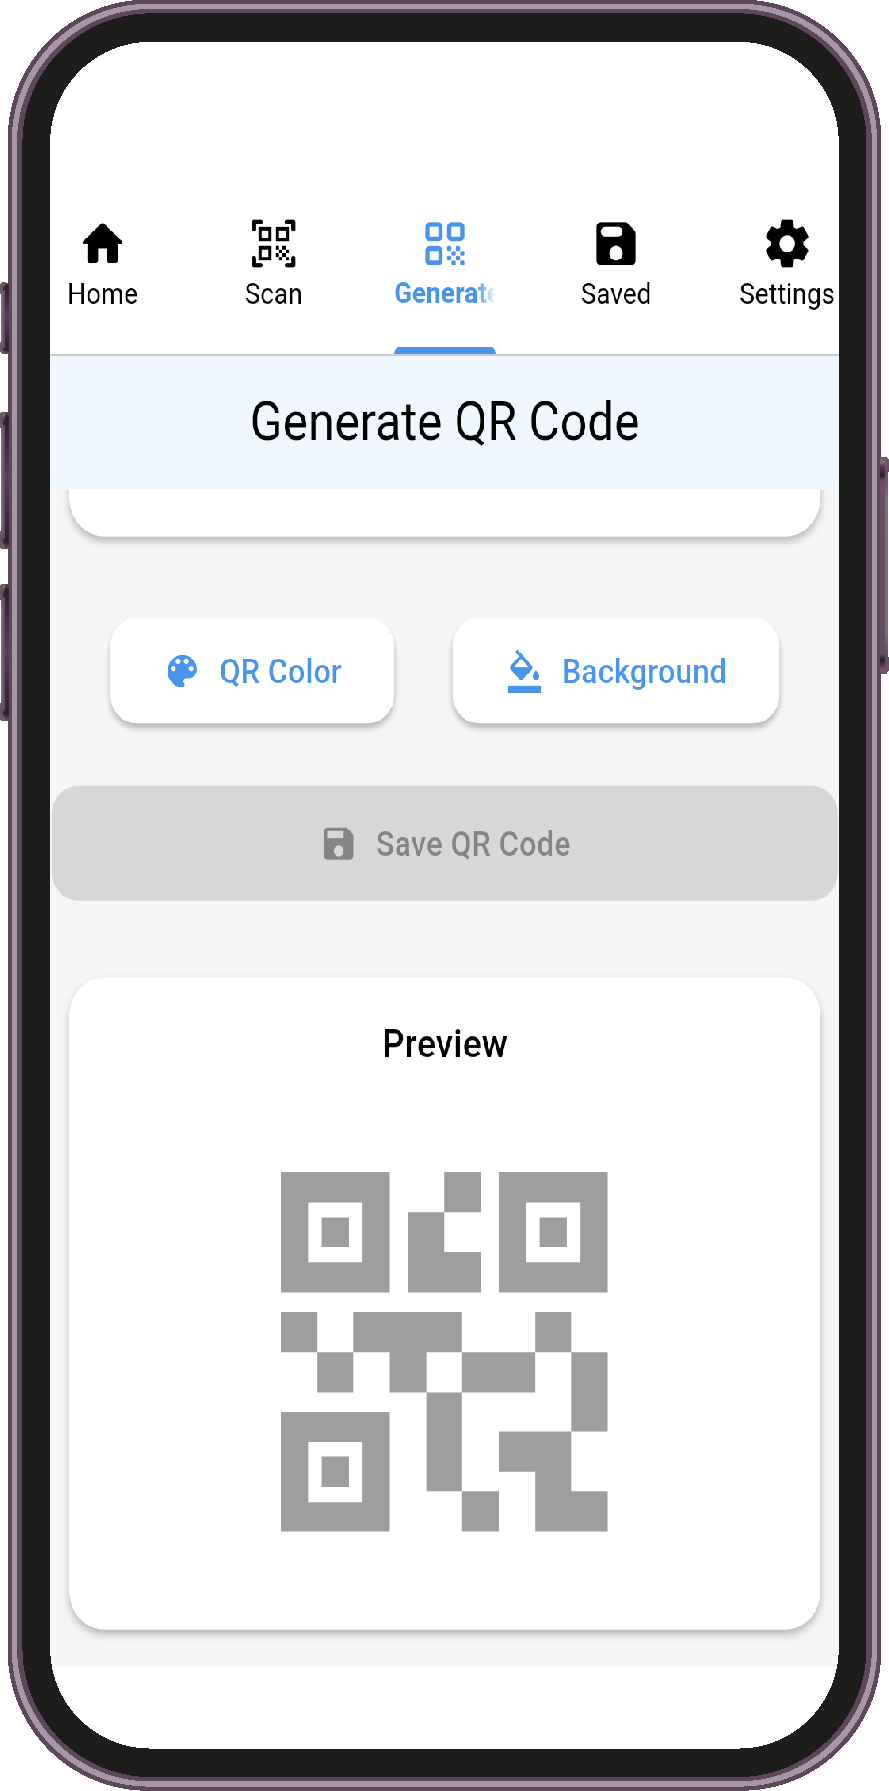 Home
Scan
Generate
Saved
Settings
Generate QR Code
QR Color
Background
Save QR Code
Preview